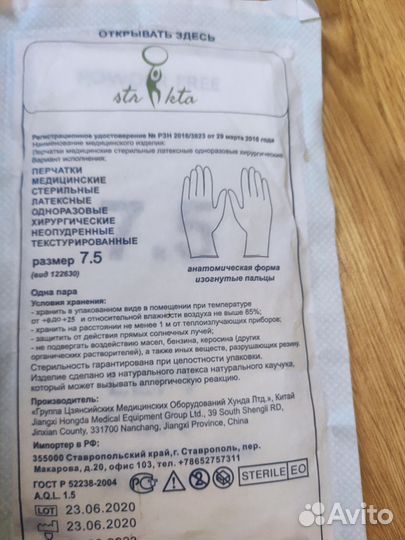 ОТКРЫВАТЬ ЗДЕСЬ
strikta
Регистрационное удостоверение № РЗН 2016/3823 от 29 марта 2016 года
Наименование медицинского изделия:
Перчатки медицинские стерильные латексные одноразовые хирургические
Вариант исполнения:
ПЕРЧАТКИ
МЕДИЦИНСКИЕ
СТЕРИЛЬНЫЕ
ЛАТЕКСНЫЕ
ОДНОРАЗОВЫЕ
ХИРУРГИЧЕСКИЕ
НЕОПУДРЕННЫЕ
ТЕКСТУРИРОВАННЫЕ
размер 7.5
(вид 122630)
7.5
анатомическая форма
изогнутые пальцы
Одна пара
Условия хранения:
- хранить в упакованном виде в помещении при температуре
от +8 до +25 и относительной влажности воздуха не выше 85%;
- хранить на расстоянии не менее 1 м от теплоизлучающих приборов;
- защитить от действия прямых солнечных лучей;
- не подвергать воздействию масел, бензина, керосина (других
органических растворителей), а также иных веществ, разрушающих резину.
Стерильность гарантирована при целостности упаковки.
Изделие сделано из натурального латекса натурального каучука,
который может вызывать аллергическую реакцию.
Производитель:
«Группа Цзянсийских Медицинских Оборудований Хунда Лтд.», Китай
Jiangxi Hongda Medical Equipment Group Ltd., 39 South Shengli RD,
Jinxian County, 331700 Nanchang, Jiangxi Province, China
Импортер в РФ:
355000 Ставропольский край, г. Ставрополь, пер.
Макарова, д.20, офис 103, тел. +78652757311
ГОСТ Р 52238-2004
A.Q.L. 1.5
STERILE EO
LOT 23.06.2020
23.06.2020
Avito